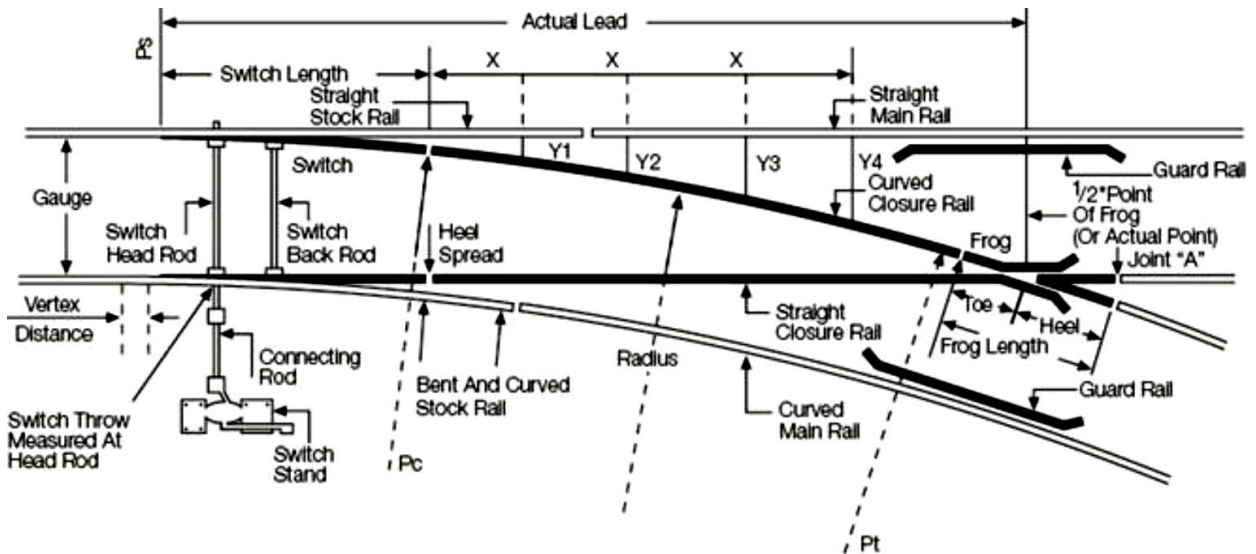 Actual Lead
Ps
Switch Length
X
X
X
Straight
Stock Rail
Straight
Main Rail
Gauge
Switch
Y1
Y2
Y3
Y4
Guard Rail
Curved
Closure Rail
1/2"Point
Of Frog
(Or Actual Point)
Joint "A"
Switch
Head Rod
Switch
Back Rod
Heel
Spread
Frog
Vertex
Distance
Straight
Closure Rail
Toe
Heel
Frog Length
Connecting
Rod
Radius
Bent And Curved
Stock Rail
Guard Rail
Switch Throw
Measured At
Head Rod
Curved
Main Rail
Switch
Stand
Pc
Pt